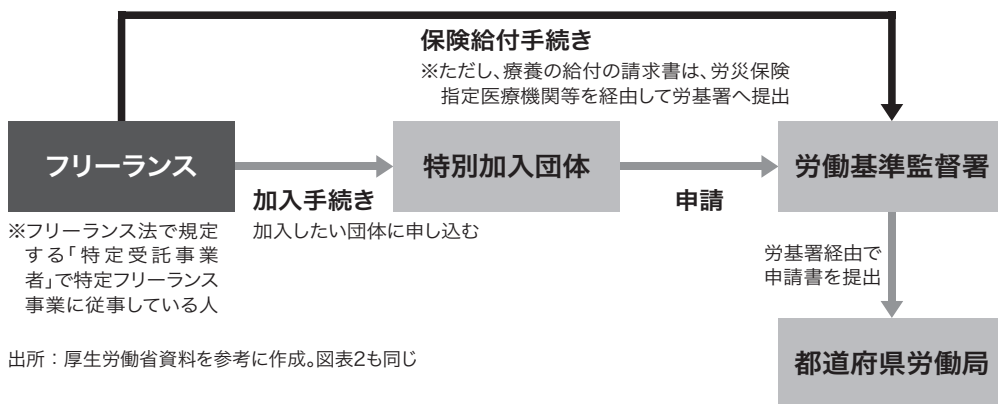 保険給付手続き
※ただし、療養の給付の請求書は、労災保険
指定医療機関等を経由して労基署へ提出
フリーランス
特別加入団体
労働基準監督署
加入手続き
加入したい団体に申し込む
申請
※フリーランス法で規定
する「特定受託事業
者」で特定フリーランス
事業に従事している人
労基署経由で
申請書を提出
出所：厚生労働省資料を参考に作成。図表2も同じ
都道府県労働局